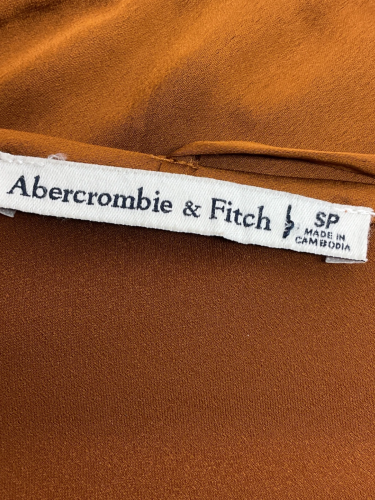 Abercrombie & Fitch
SP
MADE IN
CAMBODIA